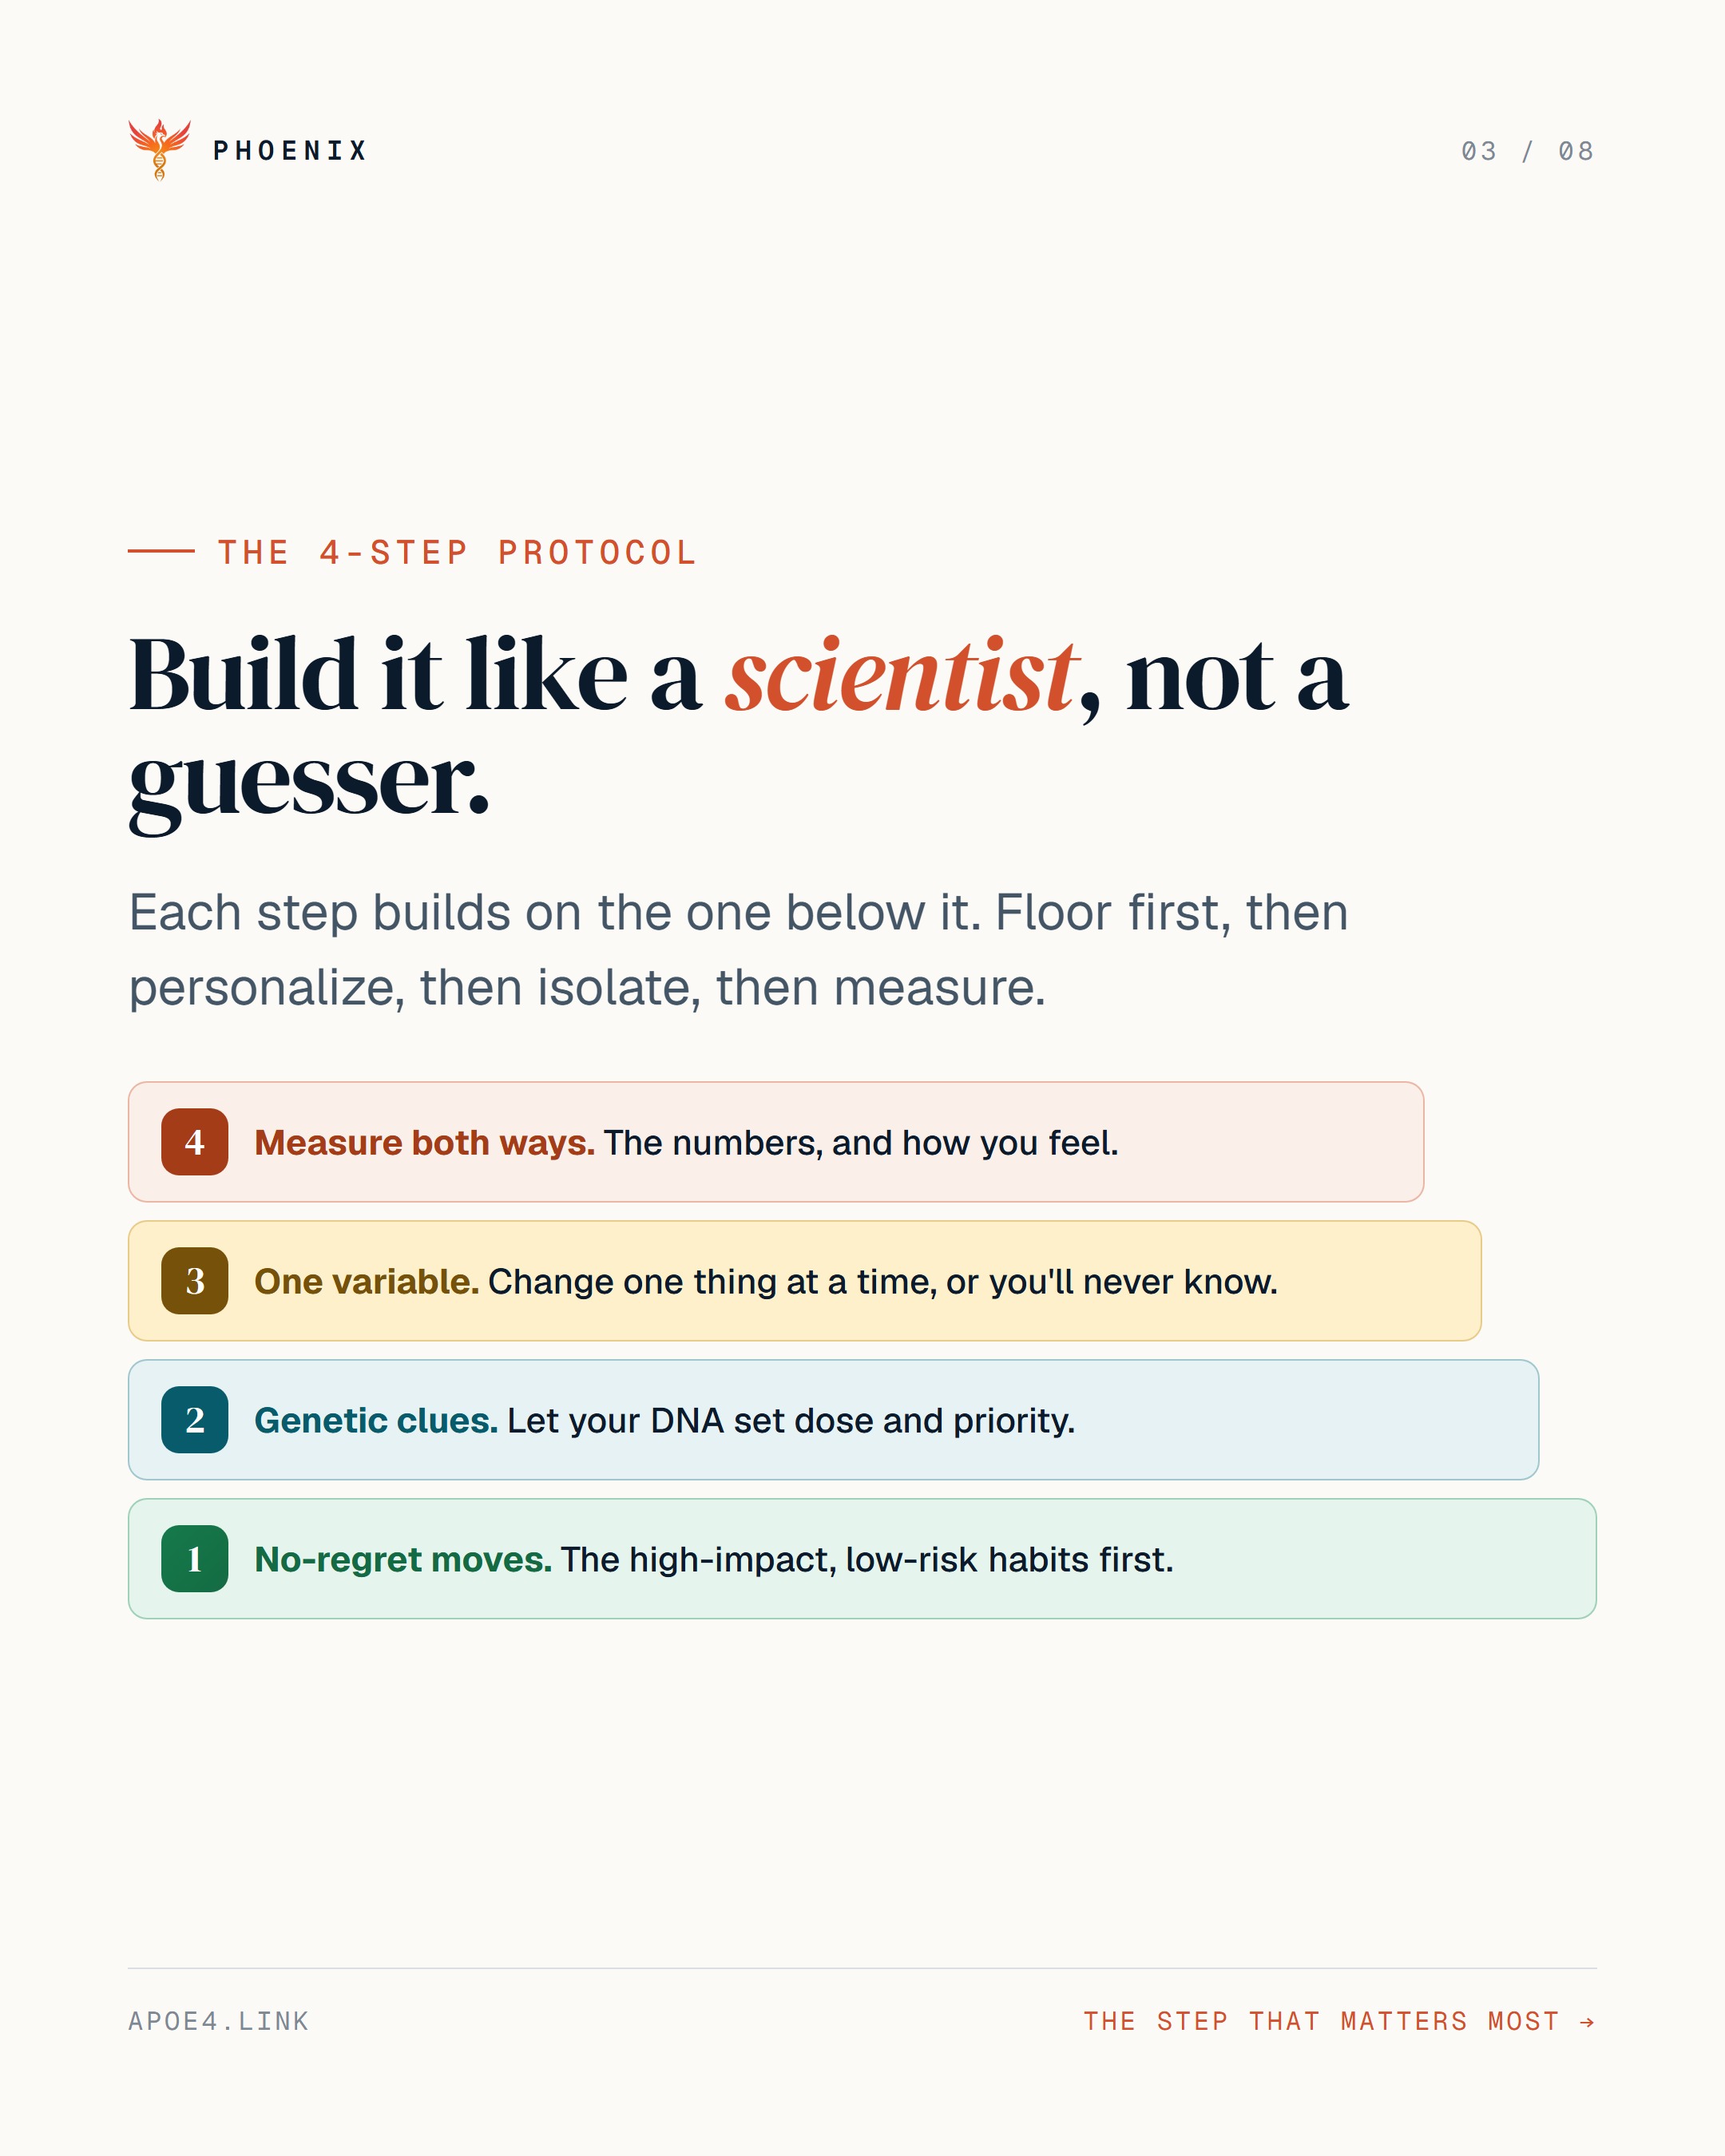 PHOENIX
03 / 08
THE 4-STEP PROTOCOL
Build it like a scientist, not a
guesser.
Each step builds on the one below it. Floor first, then
personalize, then isolate, then measure.
4 Measure both ways. The numbers, and how you feel.
3 One variable. Change one thing at a time, or you'll never know.
2 Genetic clues. Let your DNA set dose and priority.
1 No-regret moves. The high-impact, low-risk habits first.
APOE4.LINK
THE STEP THAT MATTERS MOST →